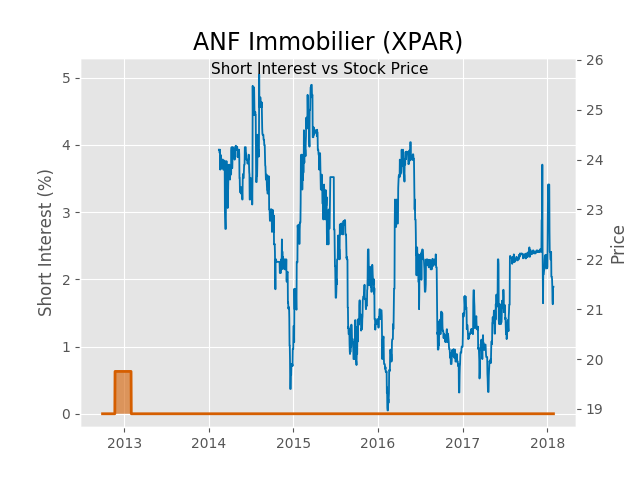 ANF Immobilier (XPAR)
Short Interest vs Stock Price
Short Interest (%)
5
4
3
2
1
0
26
25
24
23
22
21
20
19
Price
2013 2014 2015 2016 2017 2018